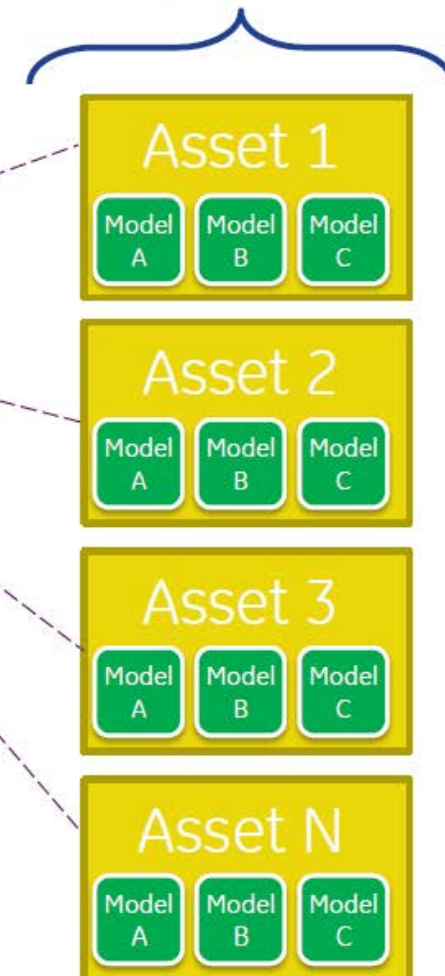 Asset 1
Model Model Model
A B C
Asset 2
Model Model Model
A B C
Asset 3
Model Model Model
A B C
Asset N
Model Model Model
A B C